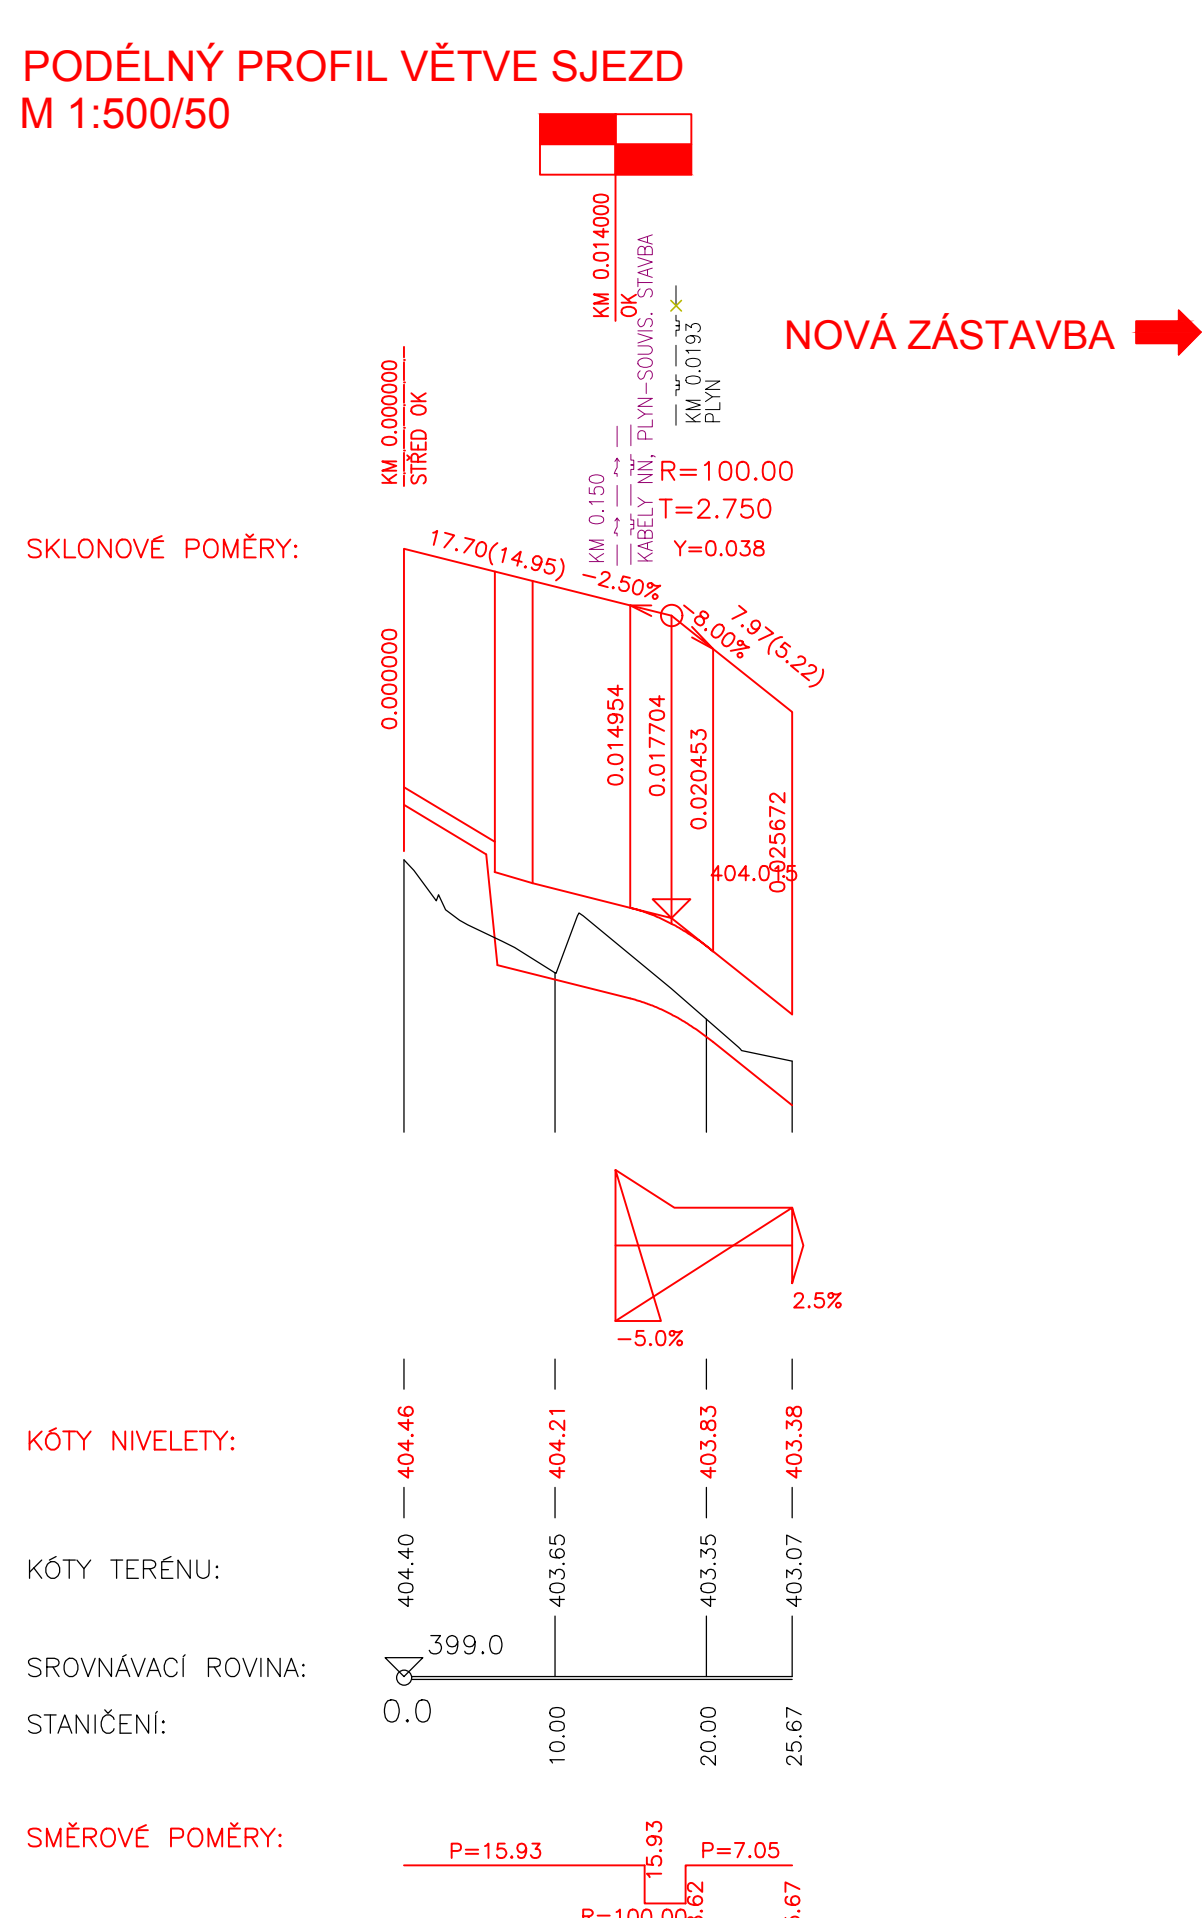 PODÉLNÝ PROFIL VĚTVE SJEZD
M 1:500/50
KM 0.014000
OK
KABELY NN, PLYN-SOUVIS. STAVBA
KM 0.0193
PLYN
NOVÁ ZÁSTAVBA
KM 0.000000
STŘED OK
KM 0.150
R=100.00
T=2.750
Y=0.038
SKLONOVÉ POMĚRY:
17.70(14.95)
-2.50%
-8.00%
7.97(5.22)
0.000000
0.014954
0.017704
0.020453
0.025672
404.015
2.5%
-5.0%
KÓTY NIVELETY:
404.46
404.21
403.83
403.38
KÓTY TERÉNU:
404.40
403.65
403.35
403.07
SROVNÁVACÍ ROVINA:
399.0
STANIČENÍ:
0.0
10.00
20.00
25.67
SMĚROVÉ POMĚRY:
P=15.93
15.93
P=7.05
R=100.00